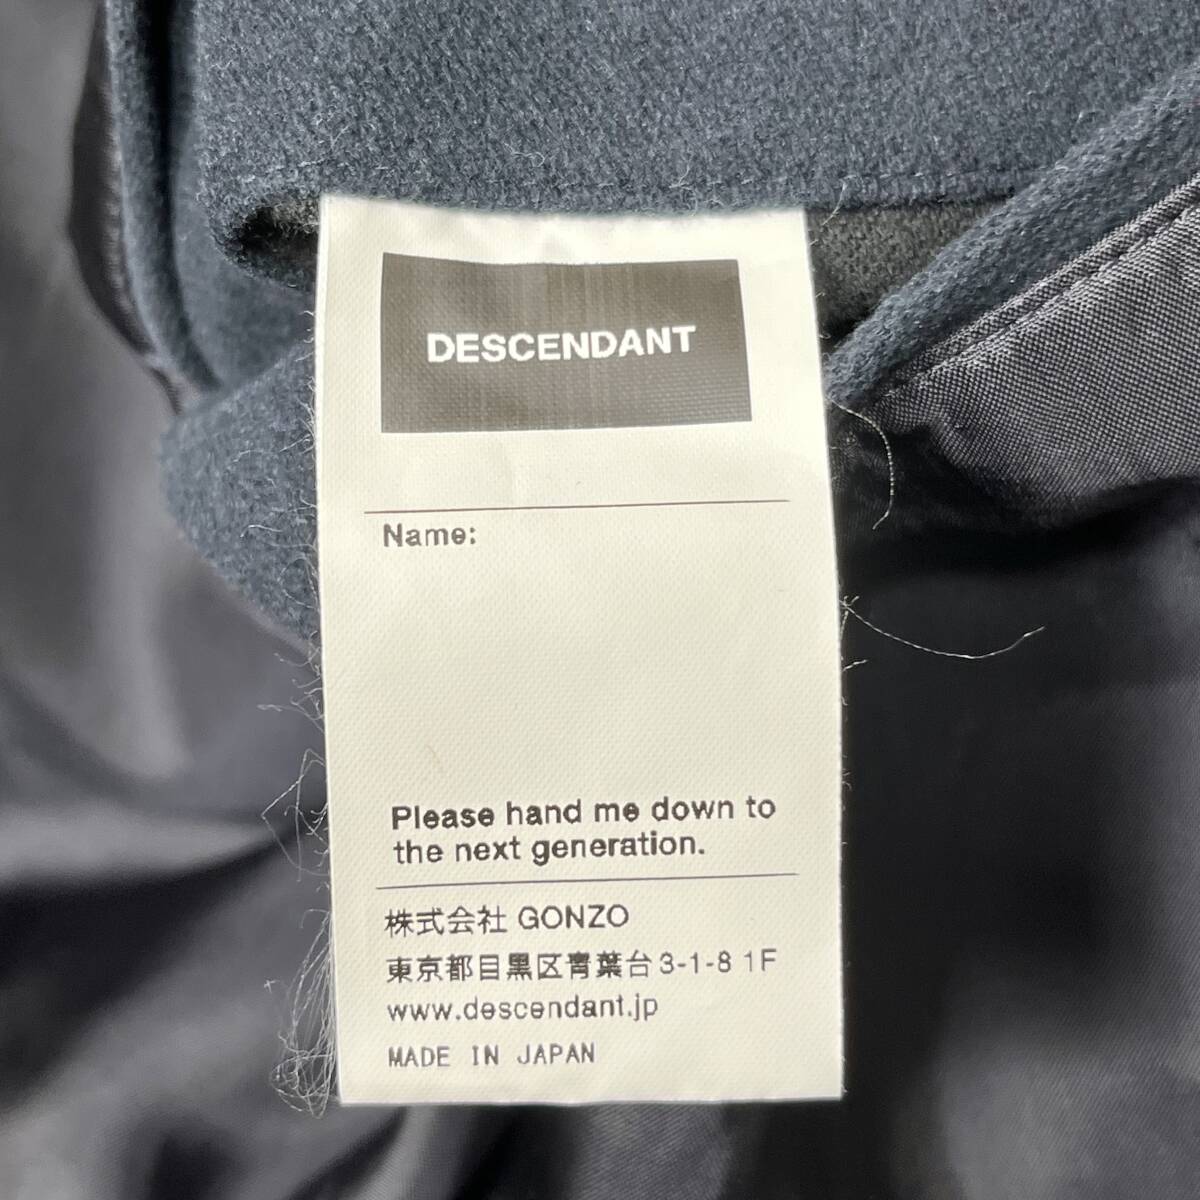 DESCENDANT
Name:
Please hand me down to
the next generation.
株式会社 GONZO
東京都目黒区青葉台3-1-8 1F
www.descendant.jp
MADE IN JAPAN